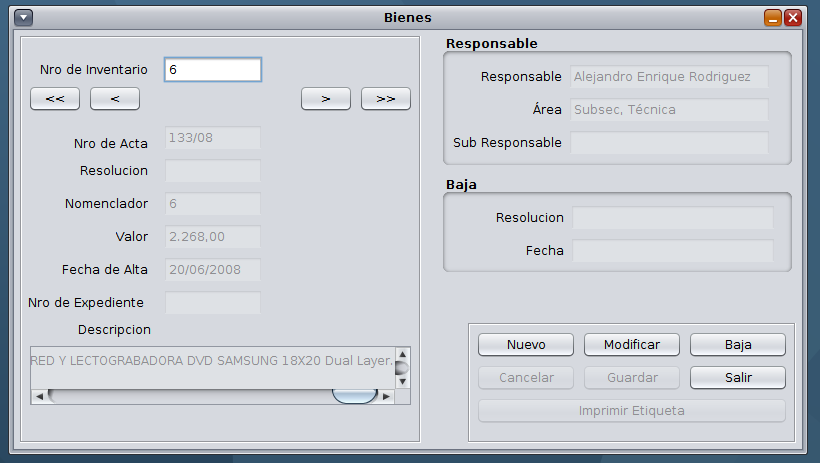 Bienes
Nro de Inventario 6
<< < > >>
Nro de Acta 133/08
Resolucion
Nomenclador 6
Valor 2.268,00
Fecha de Alta 20/06/2008
Nro de Expediente
Descripcion
RED Y LECTOGRABADORA DVD SAMSUNG 18X20 Dual Layer.
Responsable
Responsable Alejandro Enrique Rodriguez
Área Subsec, Técnica
Sub Responsable
Baja
Resolucion
Fecha
Nuevo Modificar Baja
Cancelar Guardar Salir
Imprimir Etiqueta